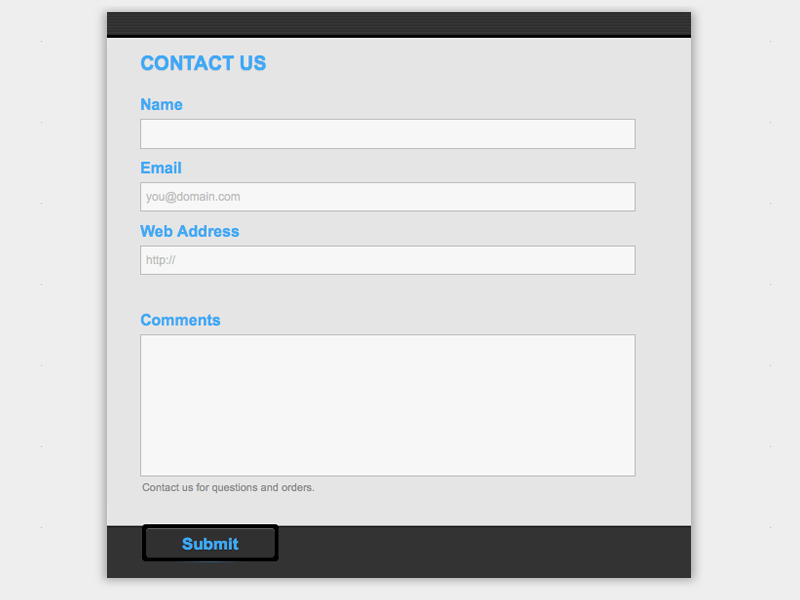 CONTACT US
Name
Email
you@domain.com
Web Address
http://
Comments
Contact us for questions and orders.
Submit